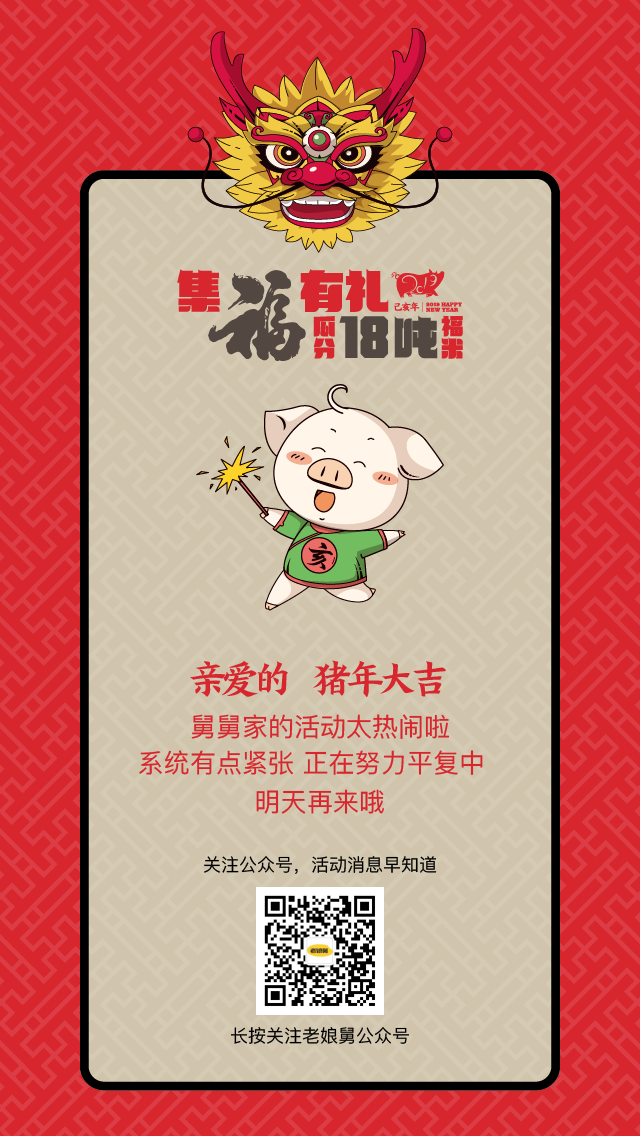 集福有礼
己亥年 2019 HAPPY NEW YEAR
瓜分18吨福米
亥
亲爱的 猪年大吉
舅舅家的活动太热闹啦
系统有点紧张 正在努力平复中
明天再来哦
关注公众号，活动消息早知道
老娘舅
长按关注老娘舅公众号